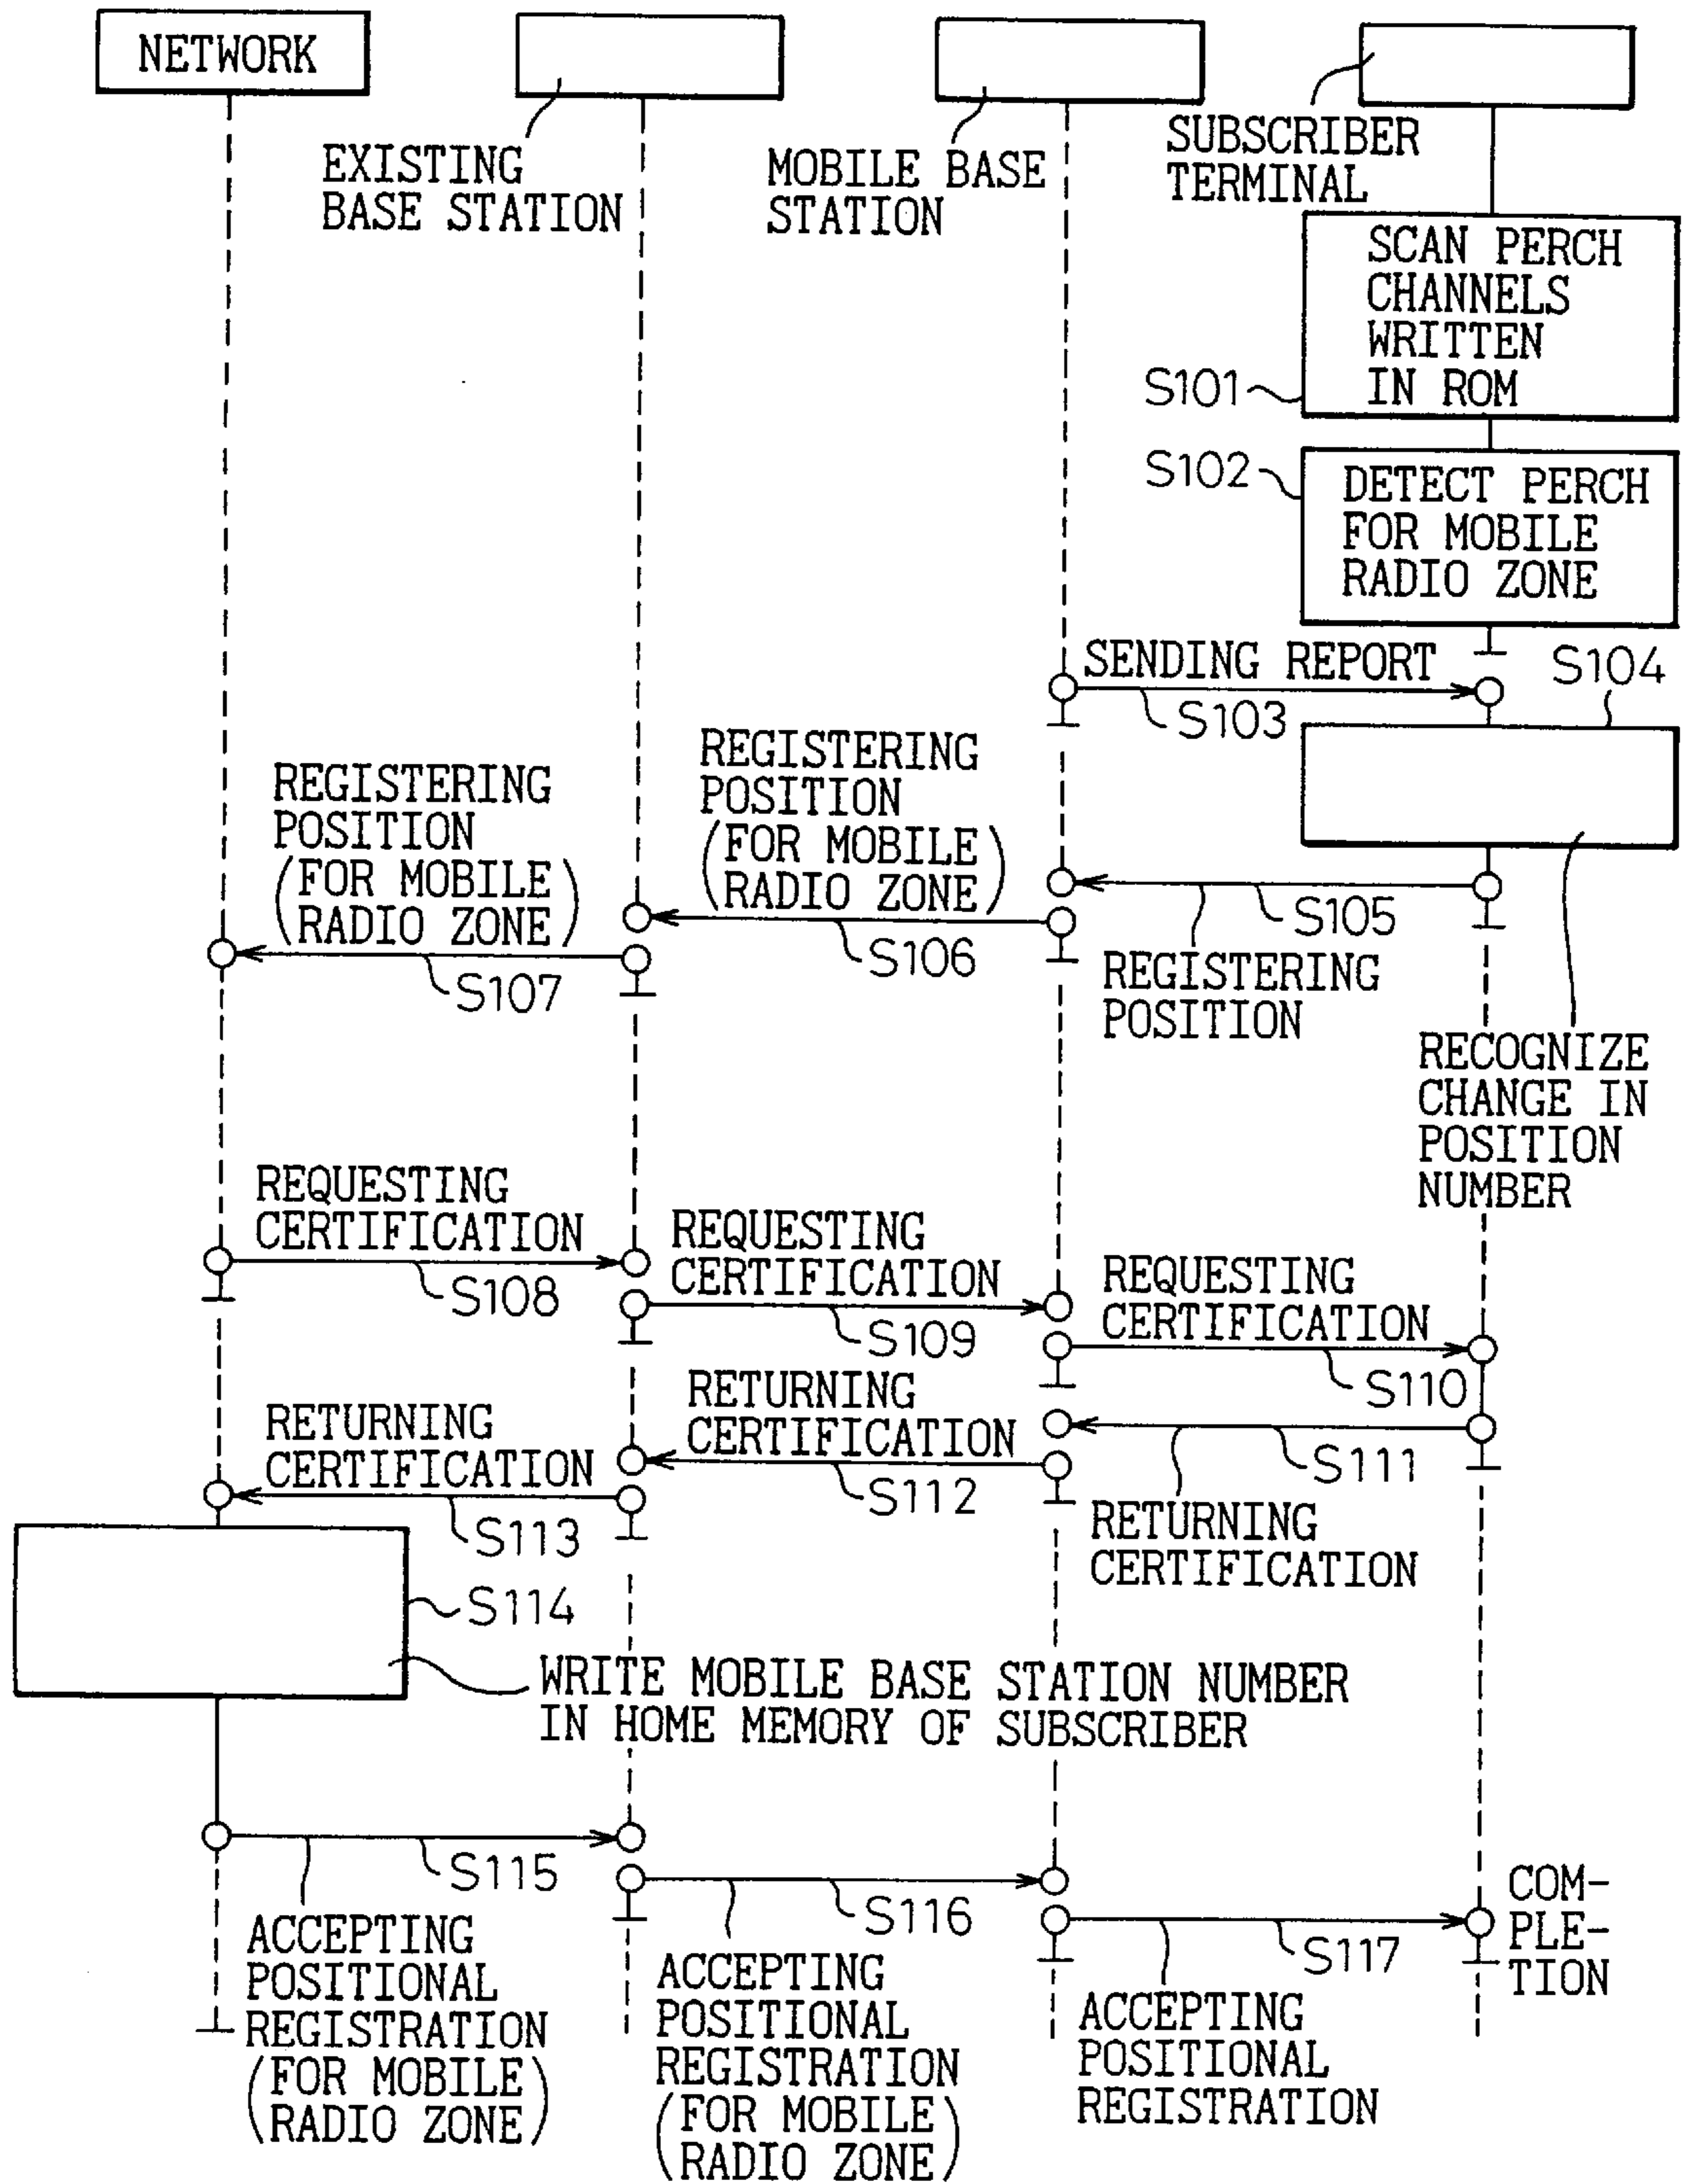 NETWORK
EXISTING
BASE STATION
MOBILE BASE
STATION
SUBSCRIBER
TERMINAL
SCAN PERCH
CHANNELS
WRITTEN
IN ROM
S101
S102
DETECT PERCH
FOR MOBILE
RADIO ZONE
SENDING REPORT
S103
S104
REGISTERING
POSITION
(FOR MOBILE
RADIO ZONE)
S107
REGISTERING
POSITION
(FOR MOBILE
RADIO ZONE)
S106
S105
REGISTERING
POSITION
RECOGNIZE
CHANGE IN
POSITION
NUMBER
REQUESTING
CERTIFICATION
S108
REQUESTING
CERTIFICATION
S109
REQUESTING
CERTIFICATION
S110
RETURNING
CERTIFICATION
S113
RETURNING
CERTIFICATION
S112
S111
RETURNING
CERTIFICATION
S114
WRITE MOBILE BASE STATION NUMBER
IN HOME MEMORY OF SUBSCRIBER
S115
ACCEPTING
POSITIONAL
REGISTRATION
(FOR MOBILE
RADIO ZONE)
S116
ACCEPTING
POSITIONAL
REGISTRATION
(FOR MOBILE
RADIO ZONE)
S117
ACCEPTING
POSITIONAL
REGISTRATION
COM-
PLE-
TION